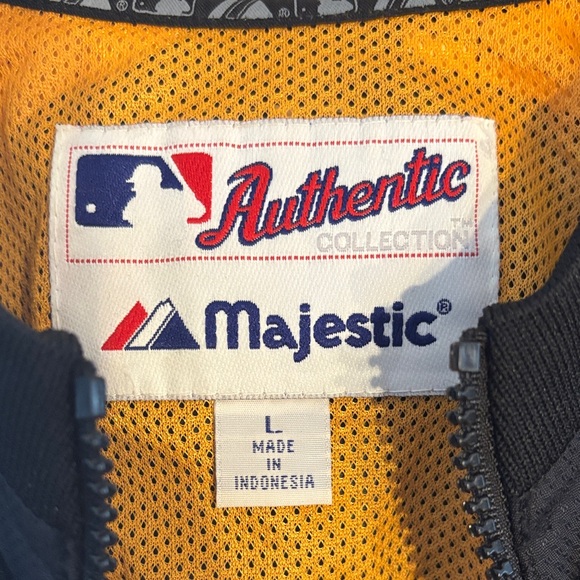 Authentic
COLLECTION™
Majestic®
L
MADE
IN
INDONESIA